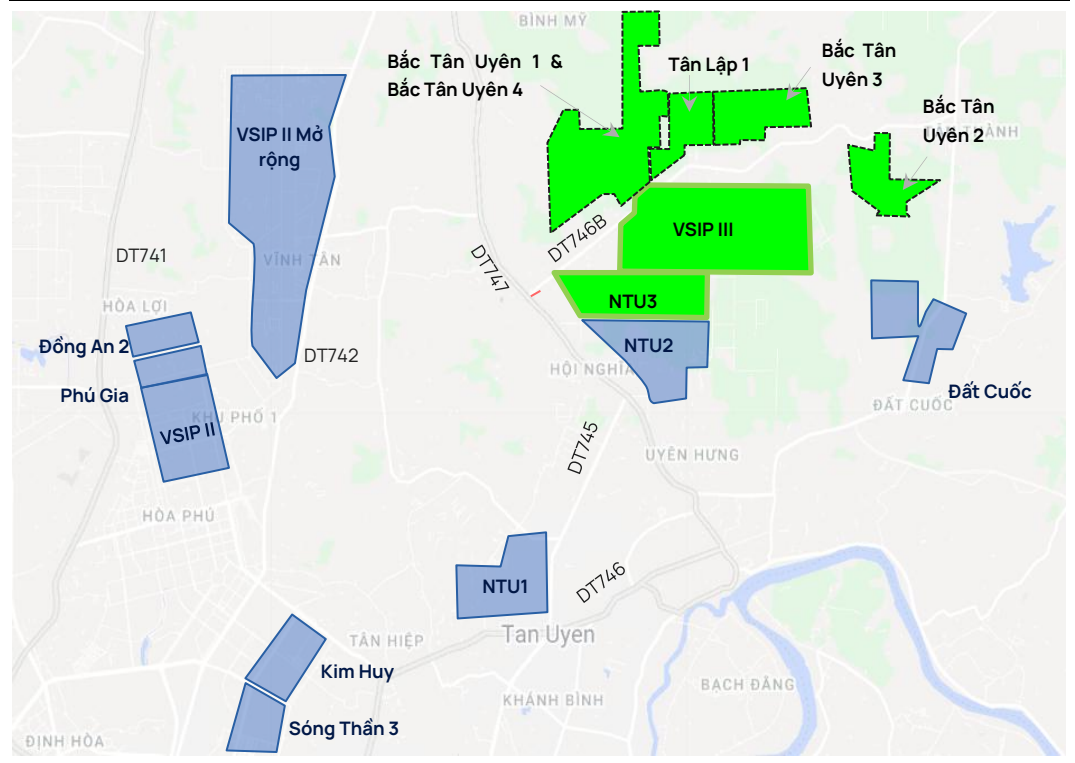 BÌNH MỸ
Bắc Tân Uyên 1 &
Bắc Tân Uyên 4
Tân Lập 1
Bắc Tân
Uyên 3
Bắc Tân
Uyên 2
THÀNH
VSIP II Mở
rộng
VSIP III
DT746B
DT747
DT741
VĨNH TÂN
HÒA LỢI
NTU3
NTU2
Đồng An 2
DT742
HỘI NGHĨA
Phú Gia
Đất Cuốc
ĐẤT CUỐC
KHU PHỐ 1
VSIP II
DT745
UYÊN HƯNG
HÒA PHÚ
NTU1
DT746
Tan Uyen
TÂN HIỆP
Kim Huy
BẠCH ĐẰNG
KHÁNH BÌNH
Sóng Thần 3
ĐỊNH HÒA